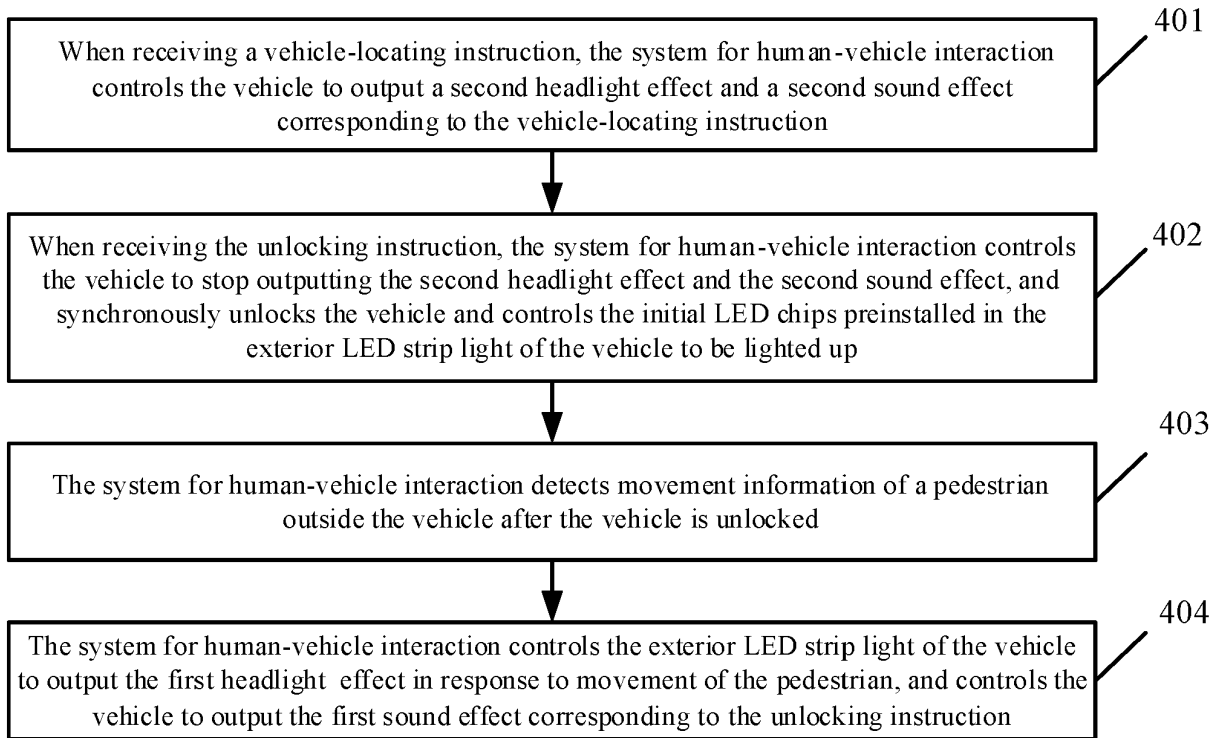 401
When receiving a vehicle-locating instruction, the system for human-vehicle interaction
controls the vehicle to output a second headlight effect and a second sound effect
corresponding to the vehicle-locating instruction
402
When receiving the unlocking instruction, the system for human-vehicle interaction controls
the vehicle to stop outputting the second headlight effect and the second sound effect, and
synchronously unlocks the vehicle and controls the initial LED chips preinstalled in the
exterior LED strip light of the vehicle to be lighted up
403
The system for human-vehicle interaction detects movement information of a pedestrian
outside the vehicle after the vehicle is unlocked
404
The system for human-vehicle interaction controls the exterior LED strip light of the vehicle
to output the first headlight effect in response to movement of the pedestrian, and controls the
vehicle to output the first sound effect corresponding to the unlocking instruction